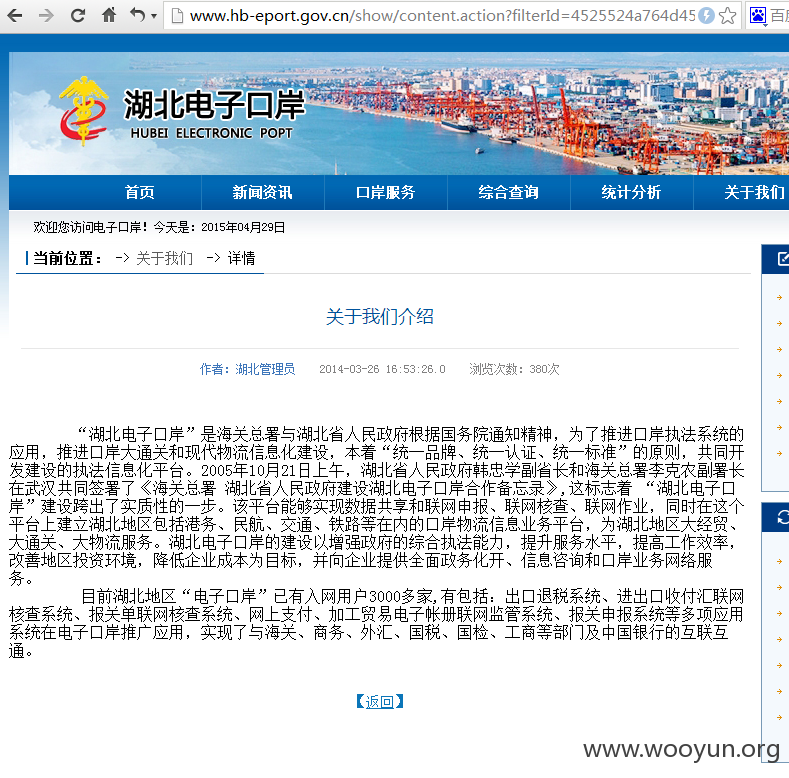 www.hb-eport.gov.cn/show/content.action?filterId=4525524a764d45
百
湖北电子口岸
HUBEI ELECTRONIC POPT
首页 新闻资讯 口岸服务 综合查询 统计分析 关于我们
欢迎您访问电子口岸！今天是：2015年04月29日
当前位置： -> 关于我们 -> 详情
关于我们介绍
作者：湖北管理员 2014-03-26 16:53:26.0 浏览次数：380次
“湖北电子口岸”是海关总署与湖北省人民政府根据国务院通知精神，为了推进口岸执法系统的
应用，推进口岸大通关和现代物流信息化建设，本着“统一品牌、统一认证、统一标准”的原则，共同开
发建设的执法信息化平台。2005年10月21日上午，湖北省人民政府韩忠学副省长和海关总署李克农副署长
在武汉共同签署了《海关总署 湖北省人民政府建设湖北电子口岸合作备忘录》,这标志着 “湖北电子口
岸”建设跨出了实质性的一步。该平台能够实现数据共享和联网申报、联网核查、联网作业，同时在这个
平台上建立湖北地区包括港务、民航、交通、铁路等在内的口岸物流信息业务平台，为湖北地区大经贸、
大通关、大物流服务。湖北电子口岸的建设以增强政府的综合执法能力，提升服务水平，提高工作效率，
改善地区投资环境，降低企业成本为目标，并向企业提供全面政务化开、信息咨询和口岸业务网络服
务。
目前湖北地区“电子口岸”已有入网用户3000多家,有包括：出口退税系统、进出口收付汇联网
核查系统、报关单联网核查系统、网上支付、加工贸易电子帐册联网监管系统、报关申报系统等多项应用
系统在电子口岸推广应用，实现了与海关、商务、外汇、国税、国检、工商等部门及中国银行的互联互
通。
【返回】
www.wooyun.org